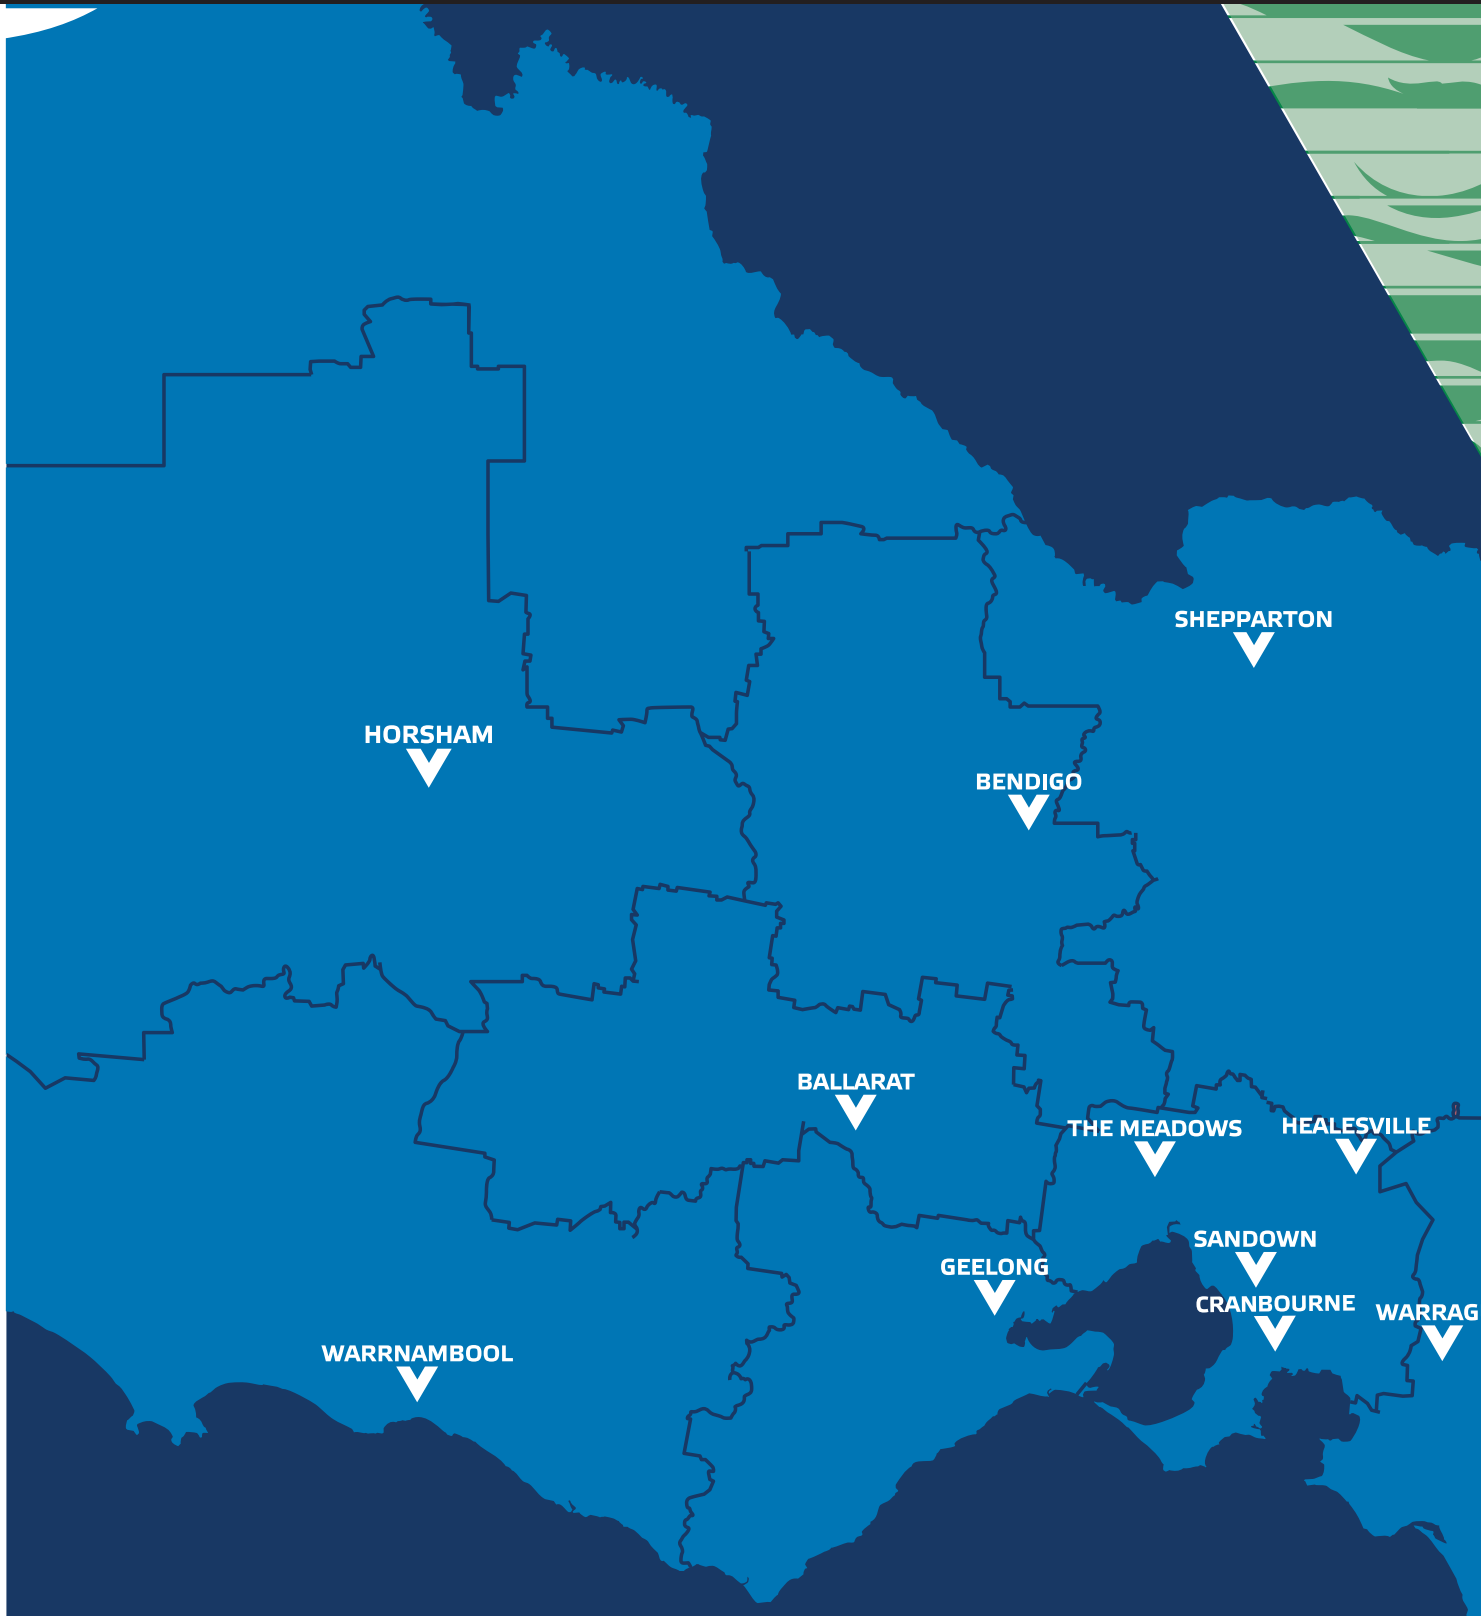 SHEPPARTON
HORSHAM
BENDIGO
BALLARAT
THE MEADOWS
HEALESVILLE
SANDOWN
GEELONG
CRANBOURNE
WARRAG
WARRNAMBOOL